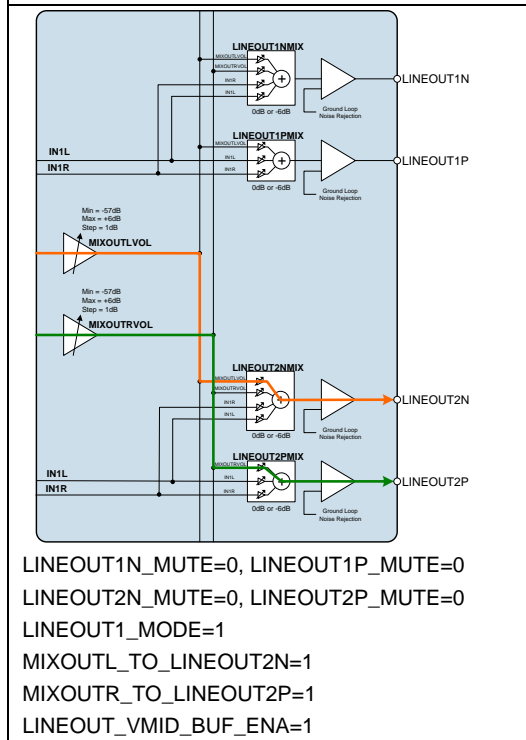 LINEOUT1NMIX
MIXOUTLVOL
MIXOUTRVOL
IN1R
IN1L
LINEOUT1N
0dB or -6dB
Ground Loop
Noise Rejection
LINEOUT1PMIX
MIXOUTLVOL
IN1L
IN1L
LINEOUT1P
IN1R
IN1R
0dB or -6dB
Ground Loop
Noise Rejection
Min = -57dB
Max = +6dB
Step = 1dB
MIXOUTLVOL
Min = -57dB
Max = +6dB
Step = 1dB
MIXOUTRVOL
LINEOUT2NMIX
MIXOUTLVOL
MIXOUTRVOL
IN1R
IN1L
LINEOUT2N
0dB or -6dB
Ground Loop
Noise Rejection
LINEOUT2PMIX
MIXOUTRVOL
IN1L
IN1L
LINEOUT2P
IN1R
IN1R
0dB or -6dB
Ground Loop
Noise Rejection
LINEOUT1N_MUTE=0, LINEOUT1P_MUTE=0
LINEOUT2N_MUTE=0, LINEOUT2P_MUTE=0
LINEOUT1_MODE=1
MIXOUTL_TO_LINEOUT2N=1
MIXOUTR_TO_LINEOUT2P=1
LINEOUT_VMID_BUF_ENA=1